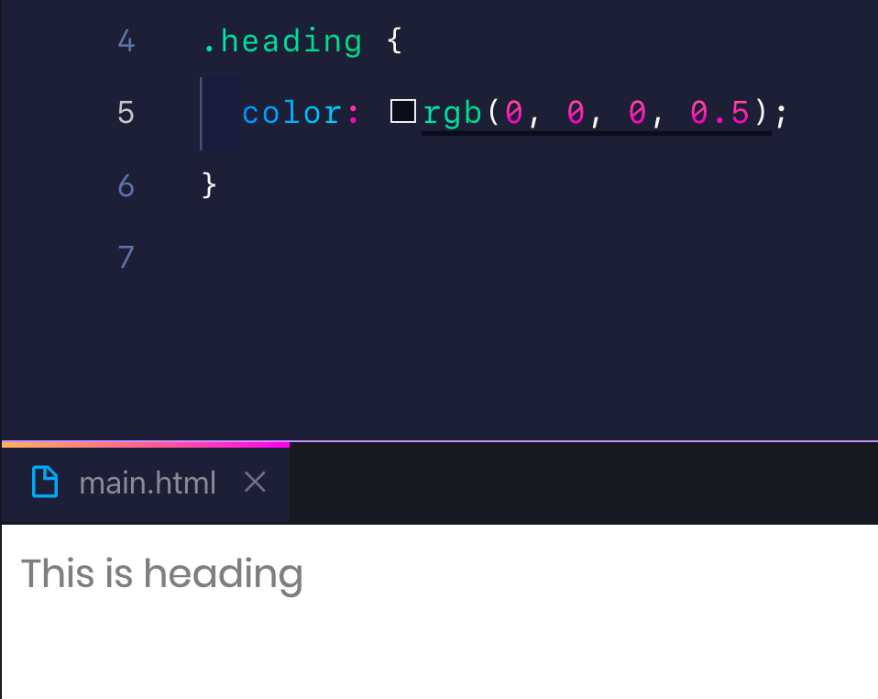 4 .heading {
5 color: rgb(0, 0, 0, 0.5);
6 }
7
main.html
This is heading